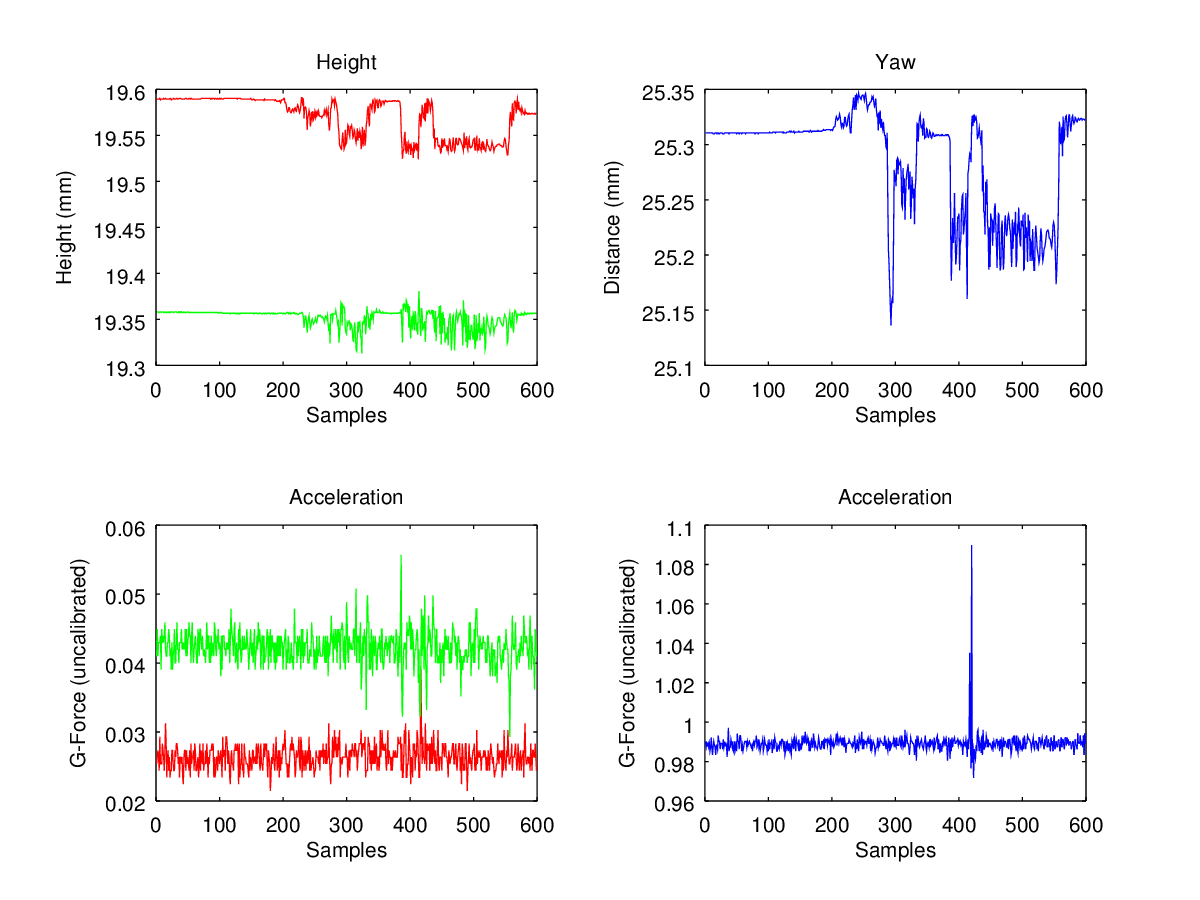 Height
Height (mm)
19.6
19.55
19.5
19.45
19.4
19.35
19.3
0 100 200 300 400 500 600
Samples
Yaw
Distance (mm)
25.35
25.3
25.25
25.2
25.15
25.1
0 100 200 300 400 500 600
Samples
Acceleration
G-Force (uncalibrated)
0.06
0.05
0.04
0.03
0.02
0 100 200 300 400 500 600
Samples
Acceleration
G-Force (uncalibrated)
1.1
1.08
1.06
1.04
1.02
1
0.98
0.96
0 100 200 300 400 500 600
Samples